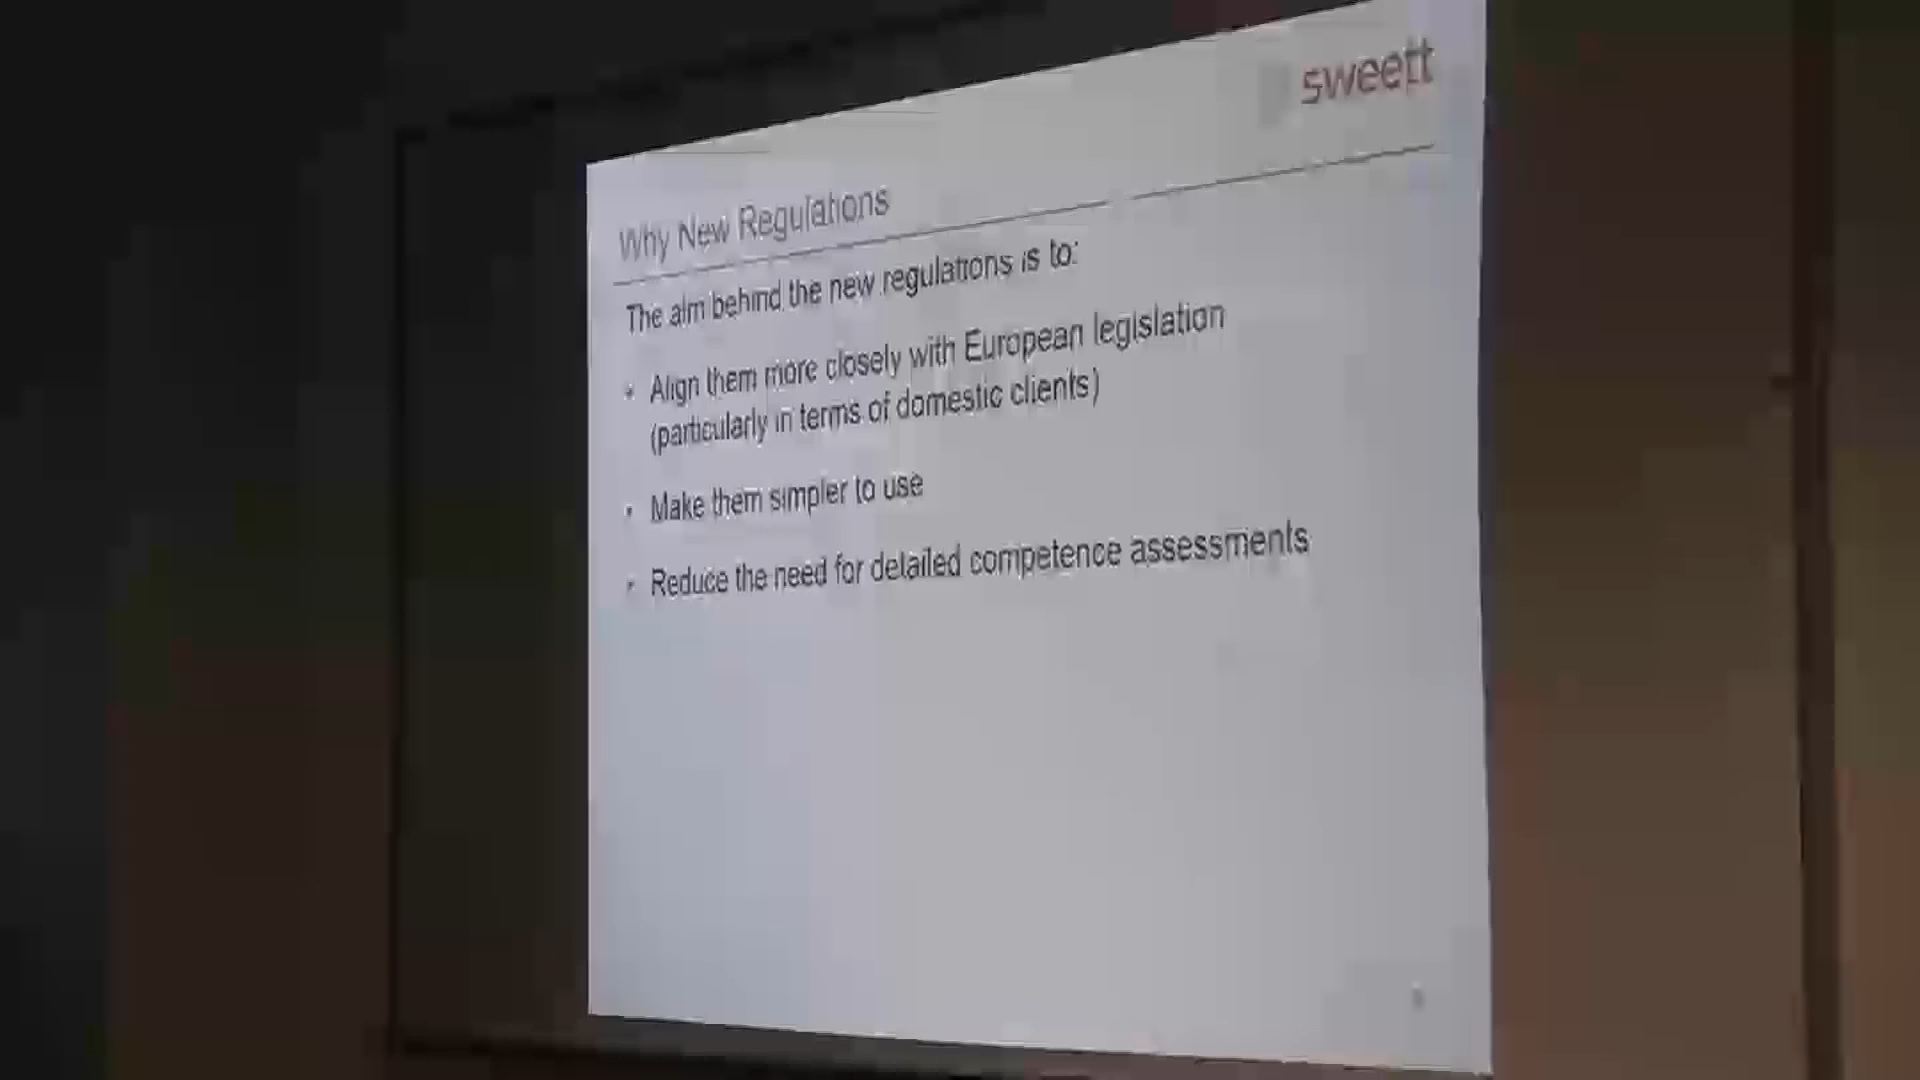 sweett
Why New Regulations
The aim behind the new regulations is to:
• Align them more closely with European legislation
(particularly in terms of domestic clients)
• Make them simpler to use
• Reduce the need for detailed competence assessments